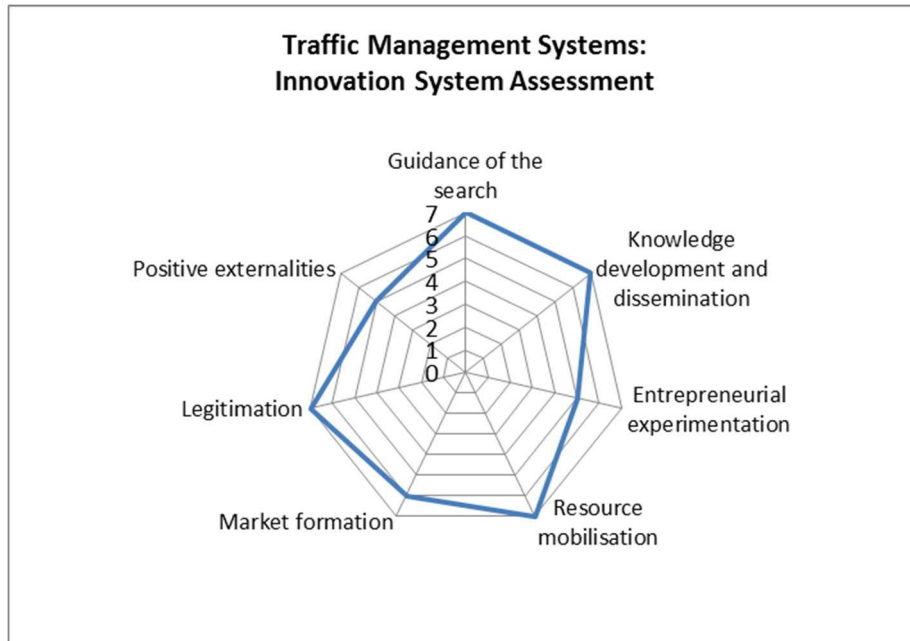 Traffic Management Systems:
Innovation System Assessment
Guidance of the
search
7
6
5
4
3
2
1
0
Knowledge
development and
dissemination
Entrepreneurial
experimentation
Resource
mobilisation
Market formation
Legitimation
Positive externalities